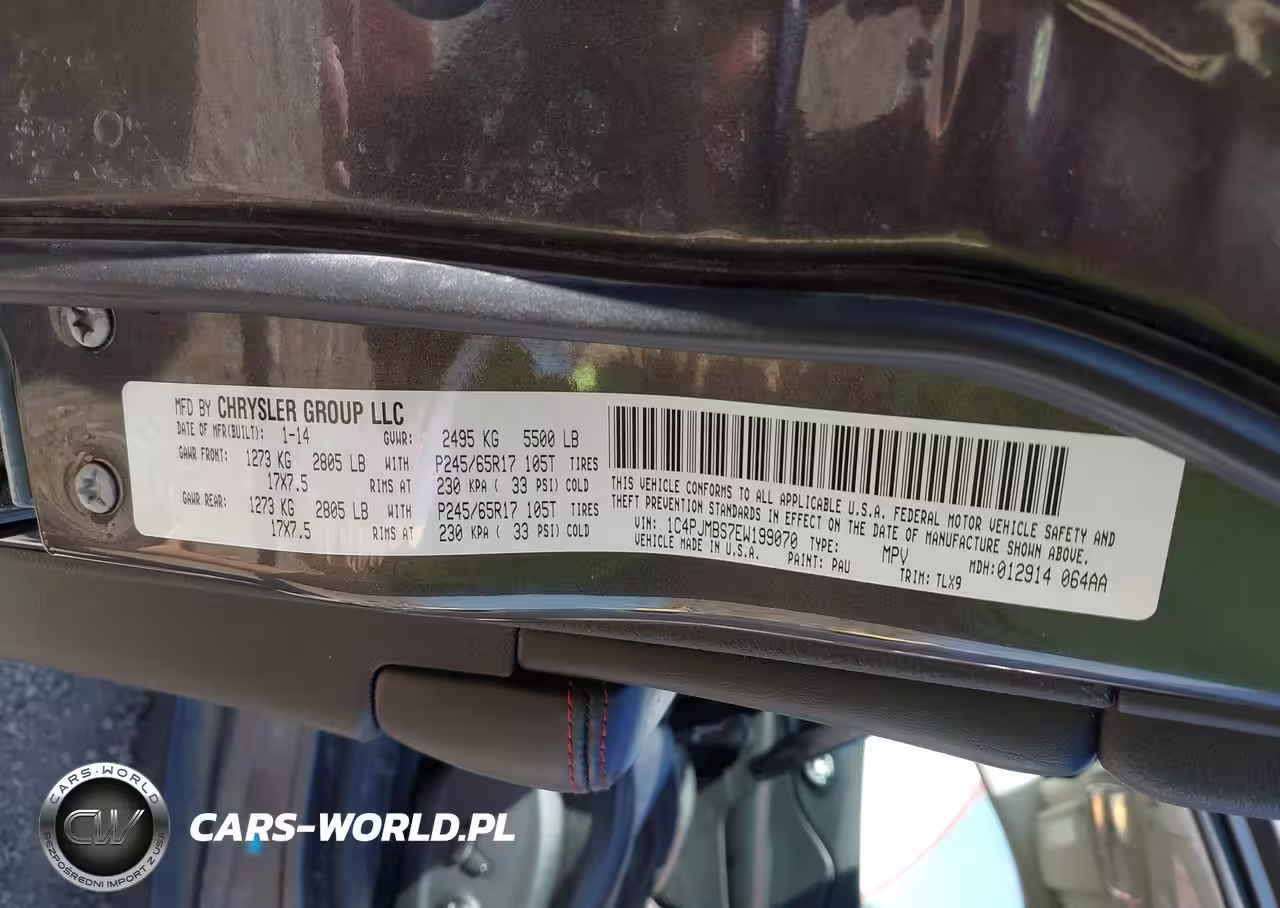 MFD BY CHRYSLER GROUP LLC
DATE OF MFR(BUILT): 1-14 GVWR: 2495 KG 5500 LB
GAWR FRONT: 1273 KG 2805 LB WITH P245/65R17 105T TIRES
17X7.5 RIMS AT 230 KPA ( 33 PSI) COLD
GAWR REAR: 1273 KG 2805 LB WITH P245/65R17 105T TIRES
17X7.5 RIMS AT 230 KPA ( 33 PSI) COLD
THIS VEHICLE CONFORMS TO ALL APPLICABLE U.S.A. FEDERAL MOTOR VEHICLE SAFETY AND
THEFT PREVENTION STANDARDS IN EFFECT ON THE DATE OF MANUFACTURE SHOWN ABOVE.
VIN: 1C4PJMBS7EW199070 TYPE: MPV MDH:012914 064AA
VEHICLE MADE IN U.S.A. PAINT: PAU TRIM: TLX9
CARS-WORLD
CW
BEZPOŚREDNI IMPORT Z USA
CARS-WORLD.PL